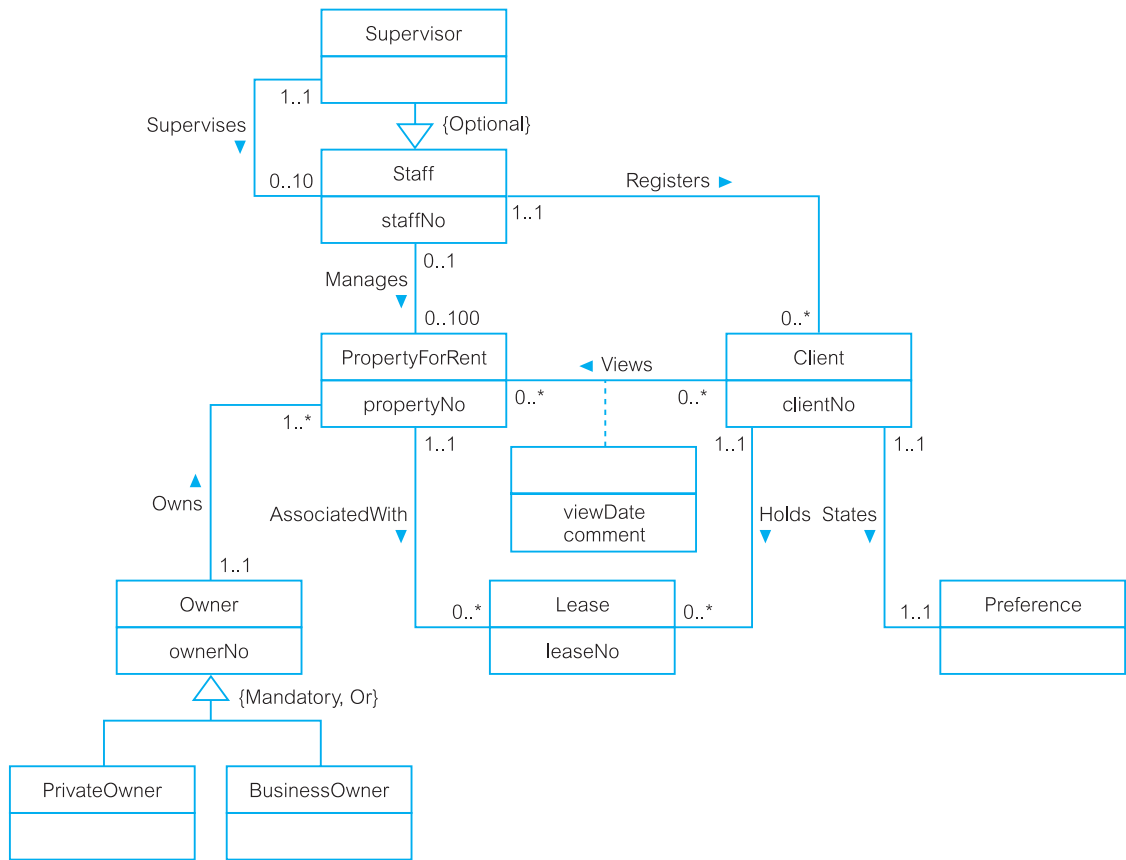 Supervisor
1..1
Supervises
{Optional}
0..10
Staff
Registers
1..1
staffNo
0..1
Manages
0..100
0..*
PropertyForRent
Views
Client
propertyNo
0..*
0..*
clientNo
1..*
1..1
1..1
1..1
Owns
AssociatedWith
viewDate
comment
Holds
States
1..1
Owner
0..*
Lease
0..*
1..1
Preference
ownerNo
leaseNo
{Mandatory, Or}
PrivateOwner
BusinessOwner